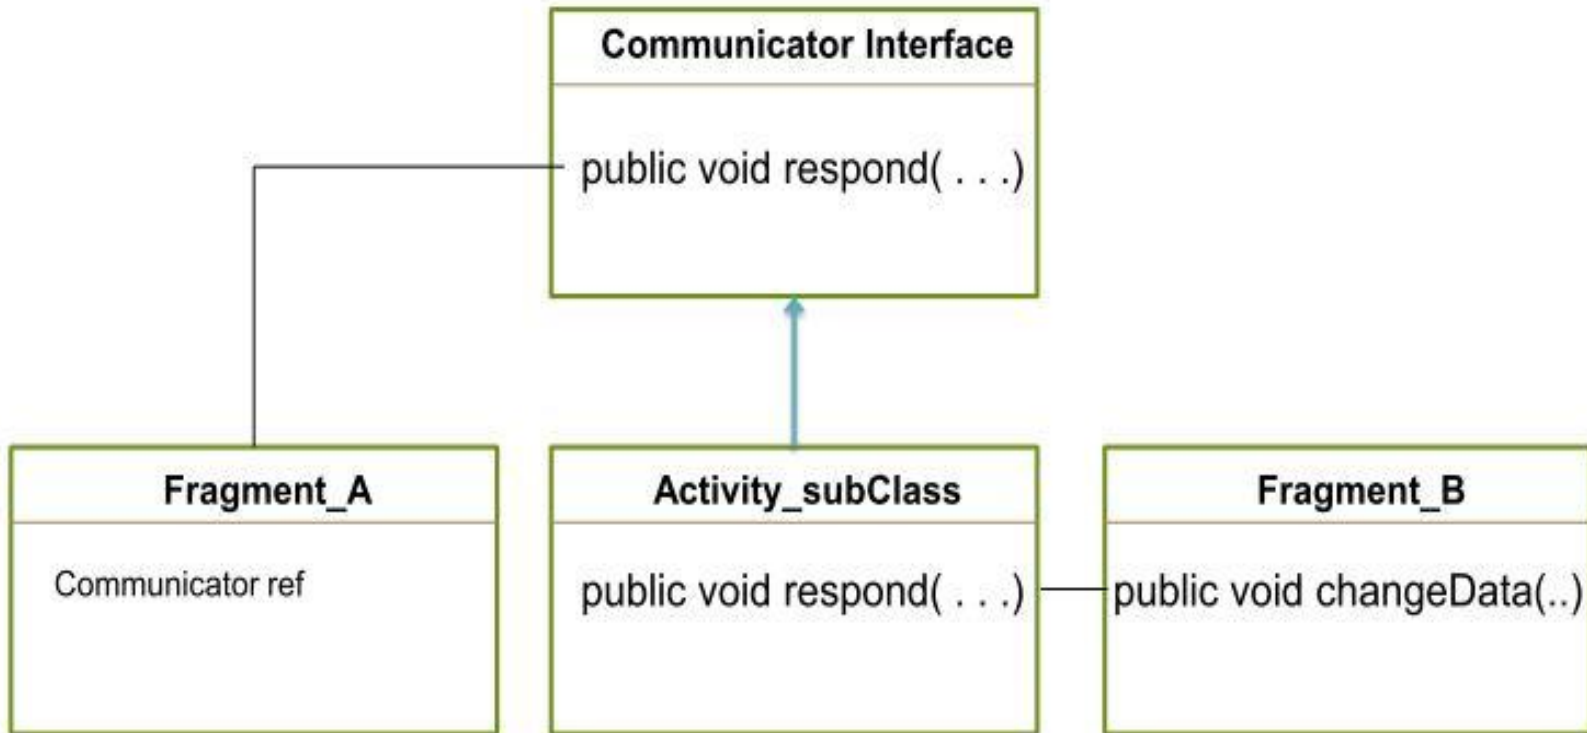 Communicator Interface
public void respond( . . .)
Fragment_A
Communicator ref
Activity_subClass
public void respond( . . .)
Fragment_B
public void changeData(..)